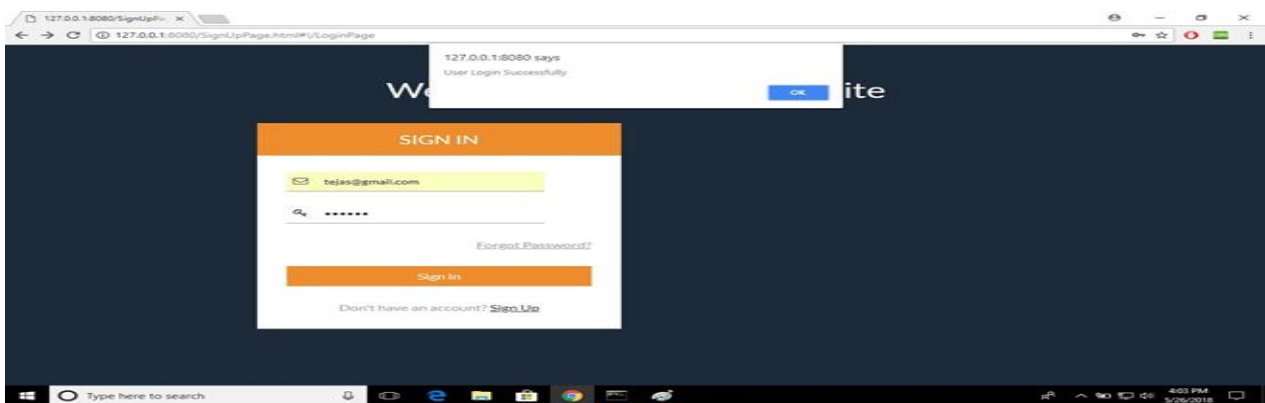 127.0.0.1:8080/SignUpPa
127.0.0.1:8080/SignUpPage.html#!/LoginPage
127.0.0.1:8080 says
User Login Successfully
OK
ite
SIGN IN
tejas@gmail.com
Forgot Password?
Sign In
Don't have an account? Sign Up
Type here to search
4:03 PM
5/26/2018